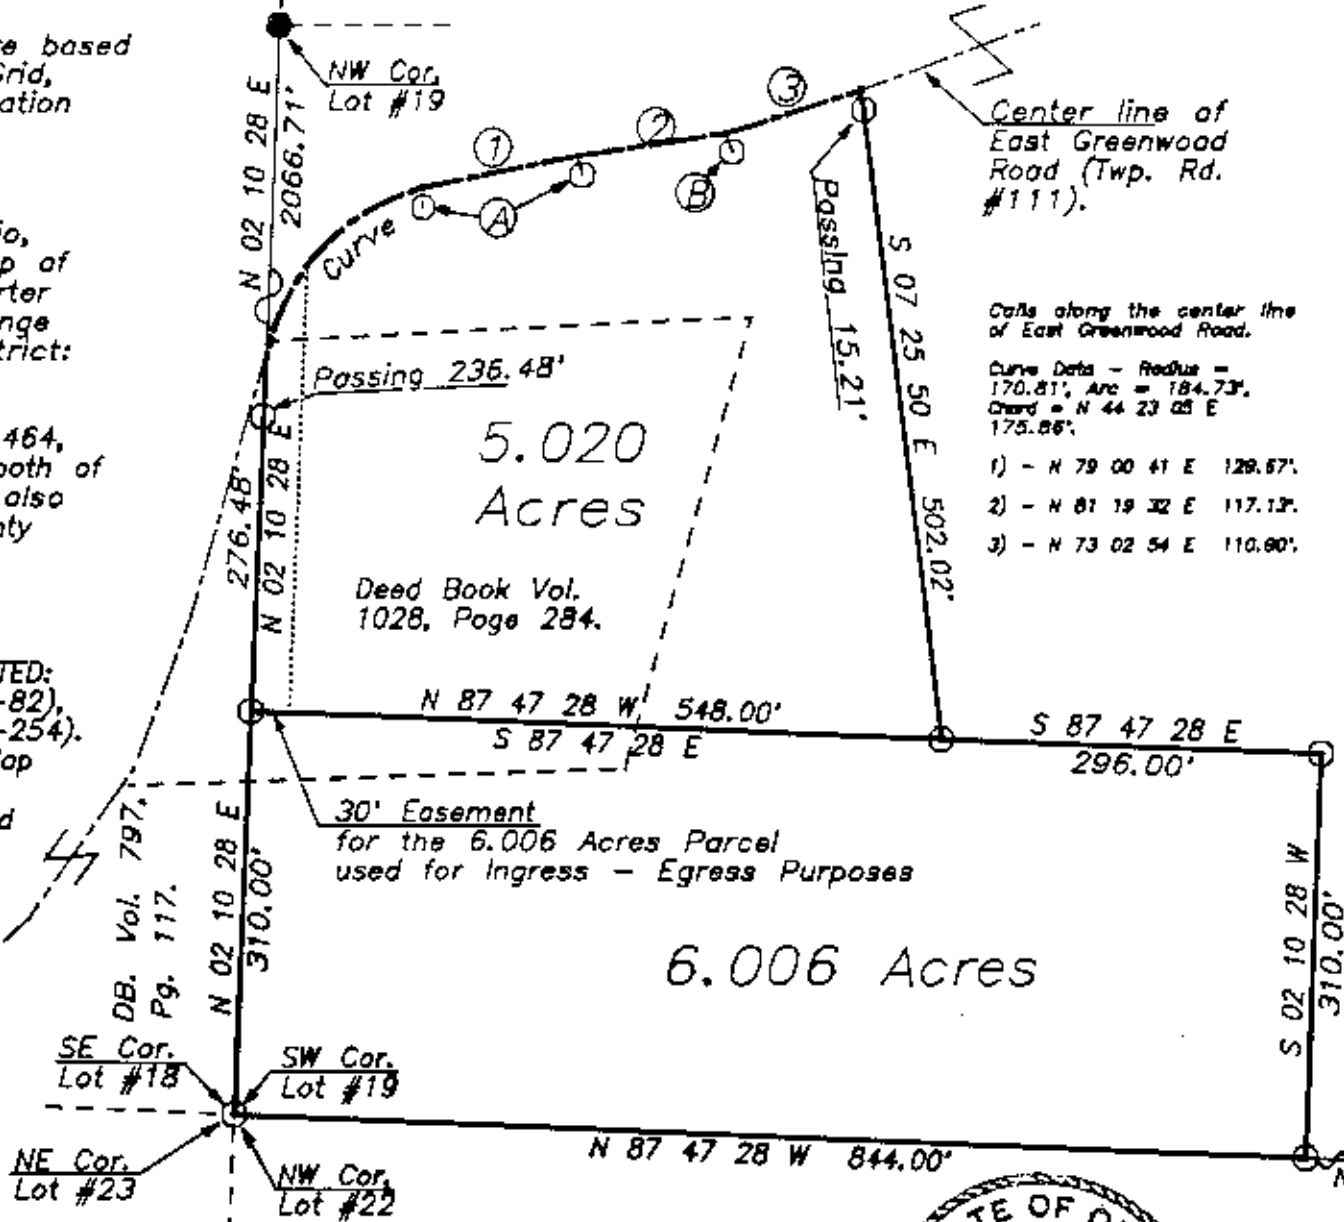 e based
Grid,
ation
io,
p of
rter
nge
trict:
464,
ooth of
also
nty
TED:
-82),
-254).
op
d
NW Cor.
Lot #19
N 02 10 28 E
2066.71'
Curve
1
2
3
A
B
Passing 15.21'
Center line of
East Greenwood
Road (Twp. Rd.
#111).
S 07 25 50 E 502.02'
Calls along the center line
of East Greenwood Road.
Curve Data - Radius =
170.81', Arc = 184.73',
Chord = N 44 23 05 E
175.86'.
1) - N 79 00 41 E 129.57'.
2) - N 81 19 32 E 117.13'.
3) - N 73 02 54 E 110.90'.
Passing 236.48'
276.48'
N 02 10 28 E
5.020
Acres
Deed Book Vol.
1028, Page 284.
N 87 47 28 W 548.00'
S 87 47 28 E
S 87 47 28 E
296.00'
30' Easement
for the 6.006 Acres Parcel
used for Ingress - Egress Purposes
DB. Vol. 797,
Pg. 117.
N 02 10 28 E
310.00'
6.006 Acres
S 02 10 28 W
310.00'
SE Cor.
Lot #18
SW Cor.
Lot #19
N 87 47 28 W 844.00'
NE Cor.
Lot #23
NW Cor.
Lot #22
N
TE OF O